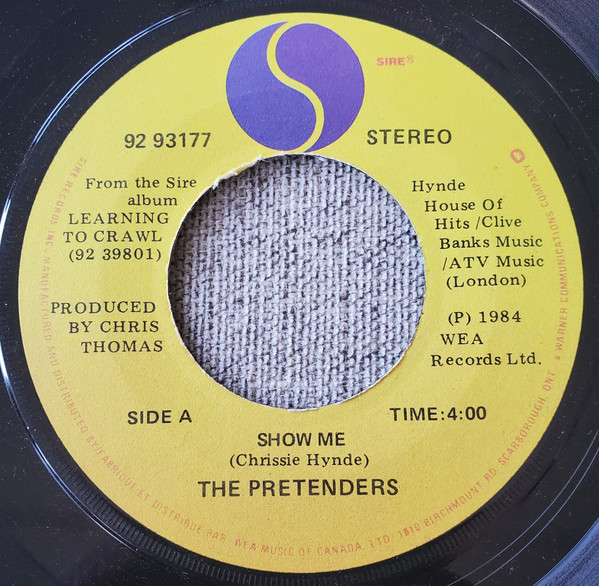 SIRE®
92 93177
STEREO
From the Sire
album
LEARNING
TO CRAWL
(92 39801)
PRODUCED
BY CHRIS
THOMAS
Hynde
House Of
Hits /Clive
Banks Music
/ATV Music
(London)
(P) 1984
WEA
Records Ltd.
SIDE A
TIME:4:00
SHOW ME
(Chrissie Hynde)
THE PRETENDERS
SIRE RECORDS INC. MANUFACTURED AND DISTRIBUTED BY/FABRIQUÉ ET DISTRIBUÉ PAR: WEA MUSIC OF CANADA, LTD. 1810 BIRCHMOUNT RD. SCARBOROUGH, ONT. A WARNER COMMUNICATIONS COMPANY